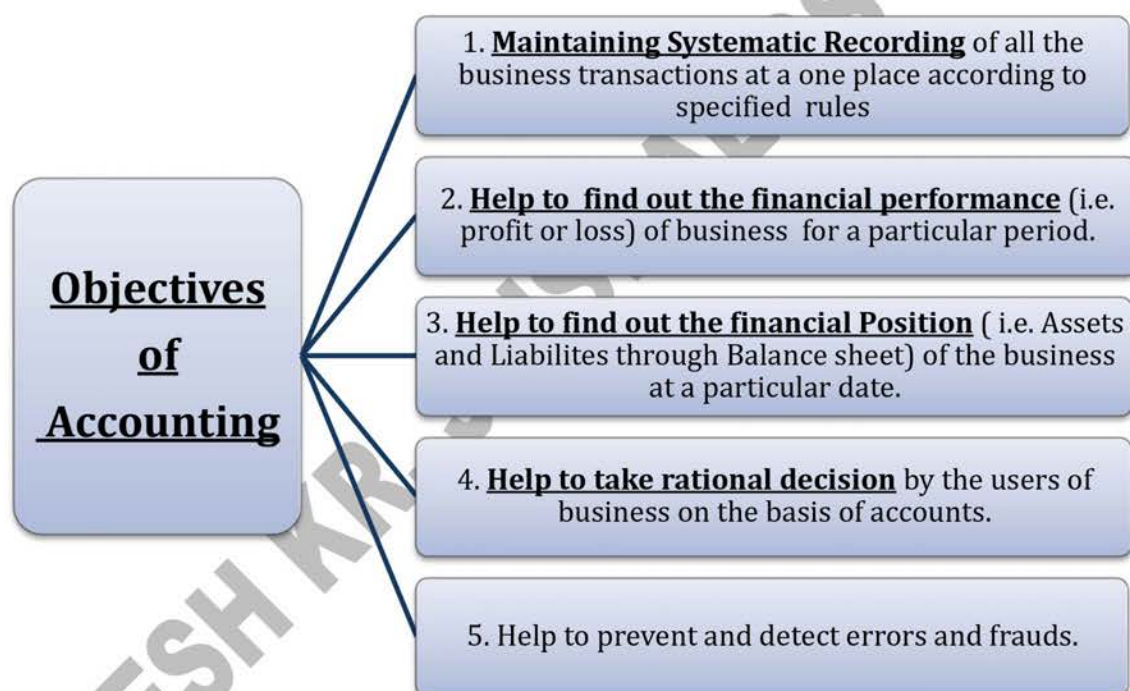 Objectives
of
Accounting
1. Maintaining Systematic Recording of all the
business transactions at a one place according to
specified rules
2. Help to find out the financial performance (i.e.
profit or loss) of business for a particular period.
3. Help to find out the financial Position ( i.e. Assets
and Liabilites through Balance sheet) of the business
at a particular date.
4. Help to take rational decision by the users of
business on the basis of accounts.
5. Help to prevent and detect errors and frauds.